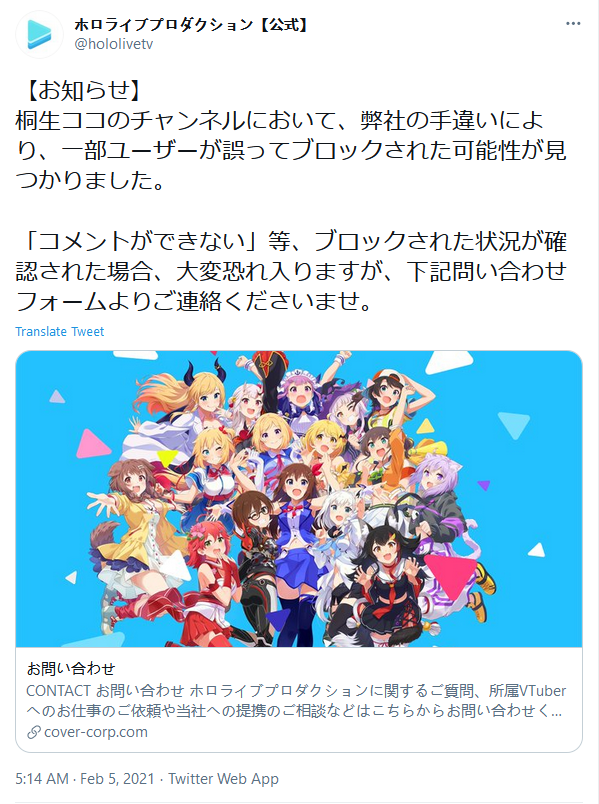 ホロライブプロダクション【公式】
@hololivetv
【お知らせ】
桐生ココのチャンネルにおいて、弊社の手違いによ
り、一部ユーザーが誤ってブロックされた可能性が見
つかりました。
「コメントができない」等、ブロックされた状況が確
認された場合、大変恐れ入りますが、下記問い合わせ
フォームよりご連絡くださいませ。
Translate Tweet
お問い合わせ
CONTACT お問い合わせ ホロライブプロダクションに関するご質問、所属VTuber
へのお仕事のご依頼や当社への提携のご相談などはこちらからお問い合わせく...
cover-corp.com
5:14 AM · Feb 5, 2021 · Twitter Web App